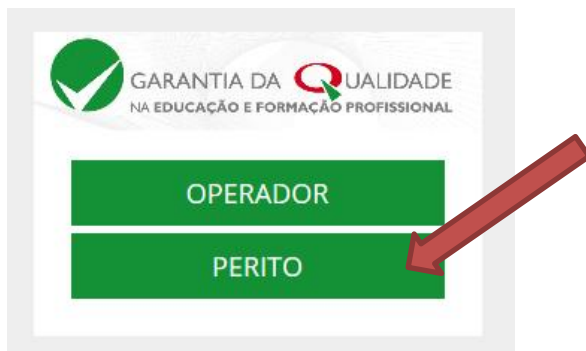 GARANTIA DA QUALIDADE
NA EDUCAÇÃO E FORMAÇÃO PROFISSIONAL
OPERADOR
PERITO